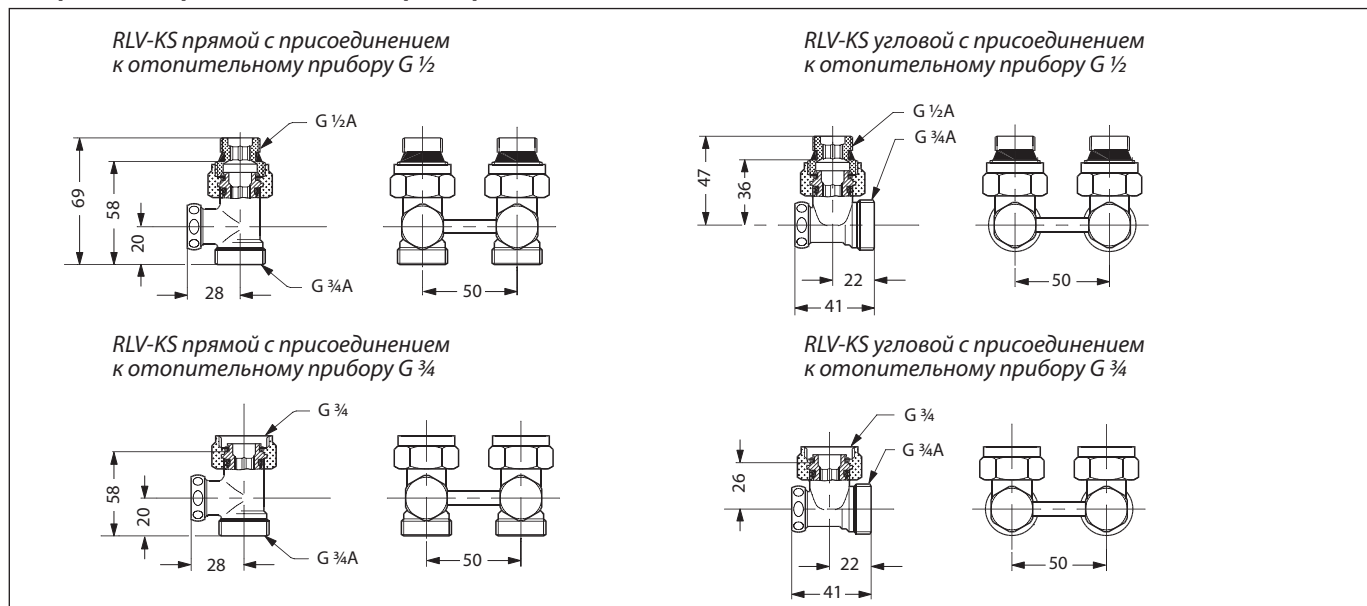 RLV-KS прямой с присоединением
к отопительному прибору G ½
G ½A
69
58
20
28
G ¾A
50
RLV-KS угловой с присоединением
к отопительному прибору G ½
G ½A
G ¾A
47
36
22
41
50
RLV-KS прямой с присоединением
к отопительному прибору G ¾
G ¾
58
20
28
G ¾A
50
RLV-KS угловой с присоединением
к отопительному прибору G ¾
G ¾
G ¾A
26
22
41
50